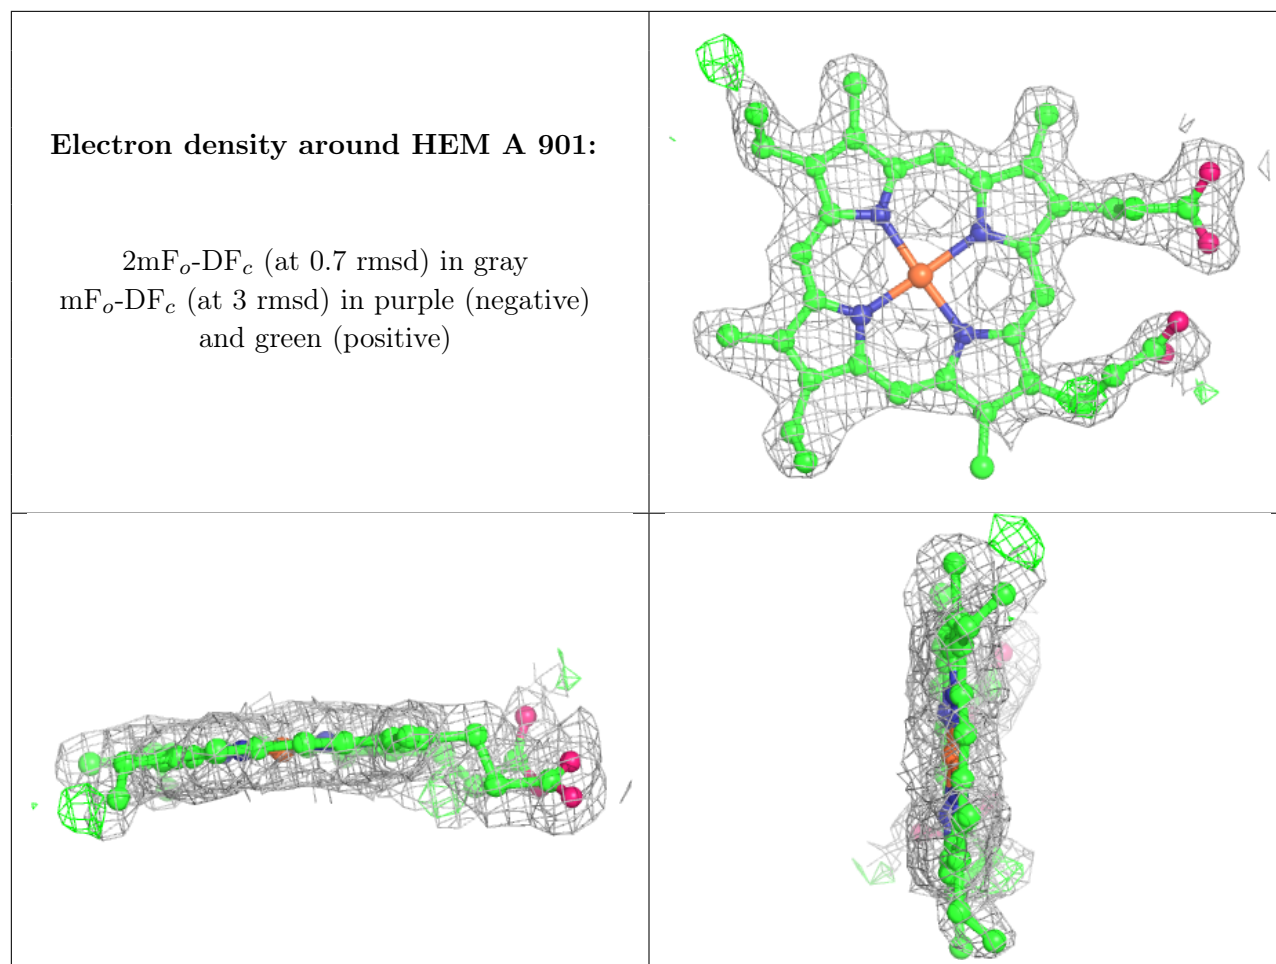 Electron density around HEM A 901:
2mFo-DFc (at 0.7 rmsd) in gray
mFo-DFc (at 3 rmsd) in purple (negative)
and green (positive)